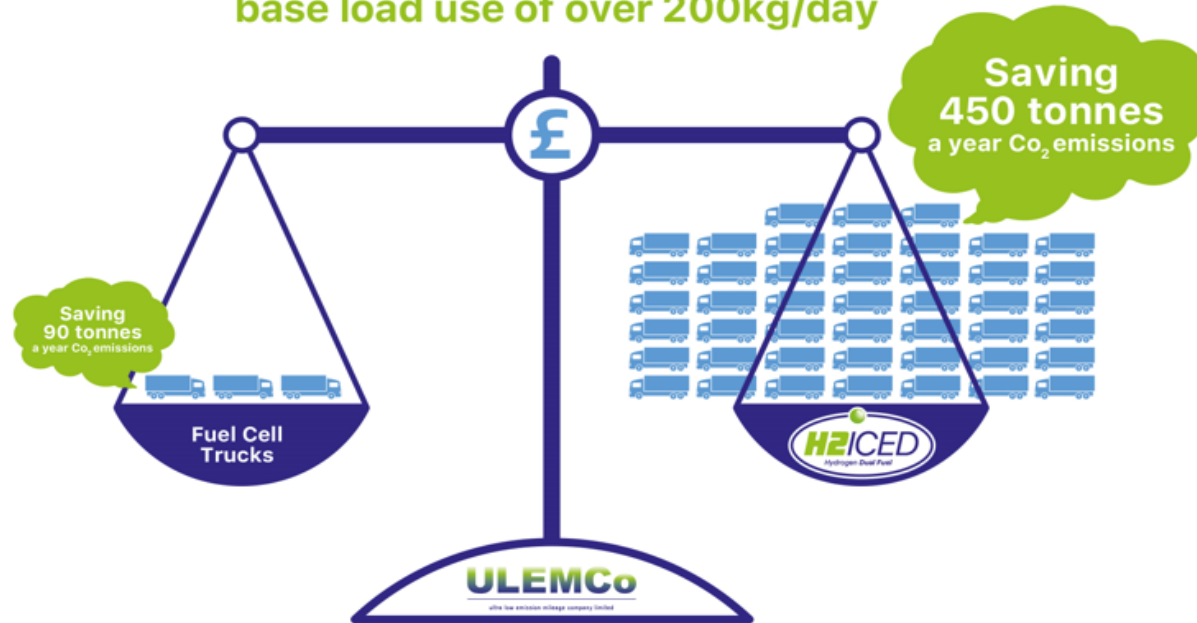 base load use of over 200kg/day
Saving
450 tonnes
a year Co₂ emissions
£
Saving
90 tonnes
a year Co₂ emissions
Fuel Cell
Trucks
H2ICED
Hydrogen Dual Fuel
ULEMCo
ultra low emission mileage company limited